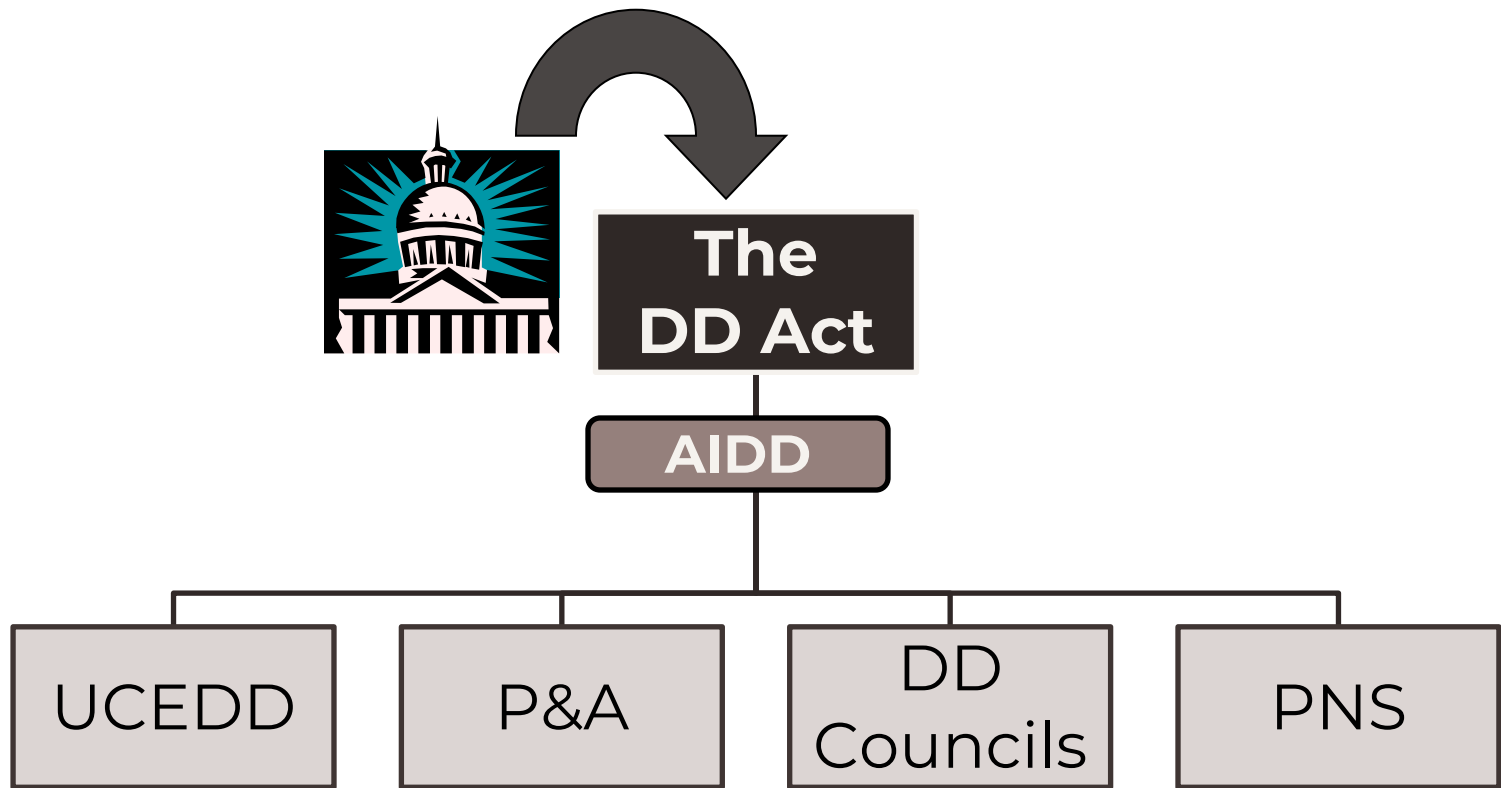 The
DD Act
AIDD
UCEDD
P&A
DD
Councils
PNS